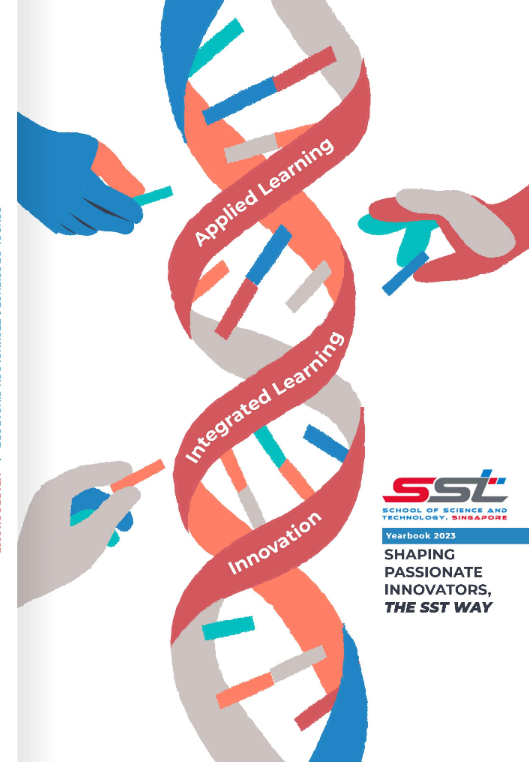 Applied Learning
Integrated Learning
Innovation
SST
SCHOOL OF SCIENCE AND
TECHNOLOGY, SINGAPORE
Yearbook 2023
SHAPING
PASSIONATE
INNOVATORS,
THE SST WAY